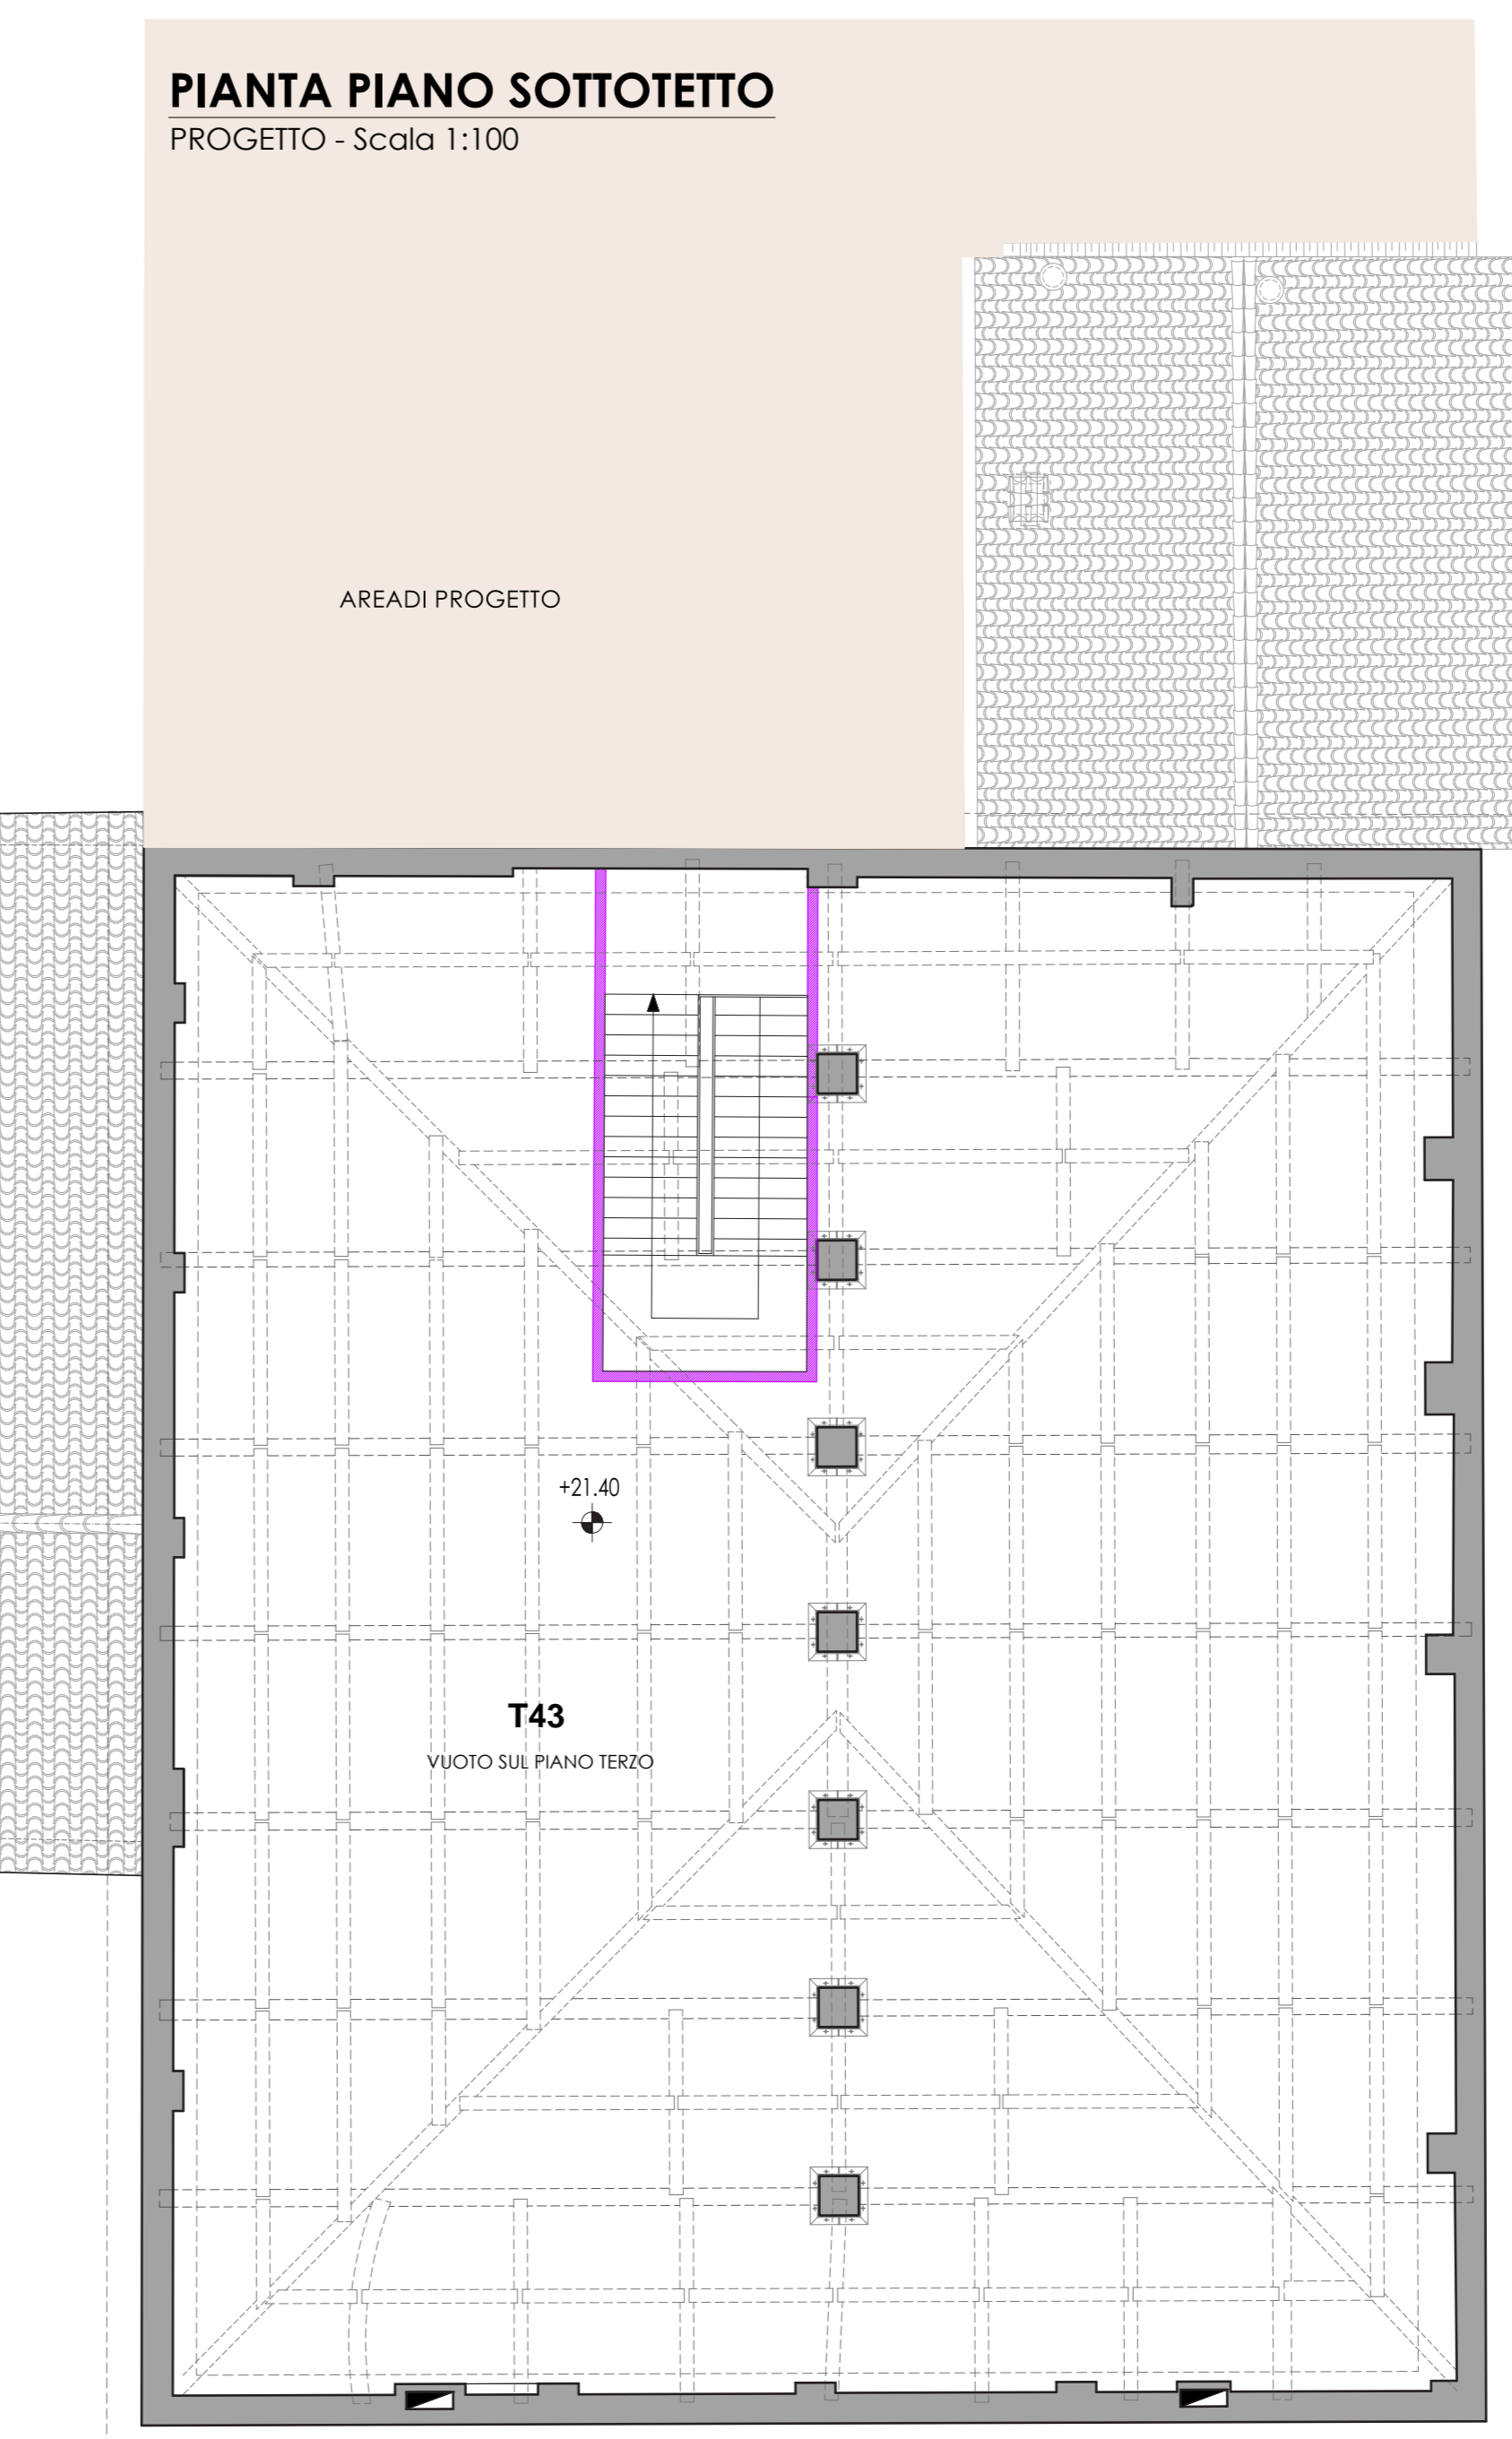 PIANTA PIANO SOTTOTETTO
PROGETTO - Scala 1:100
AREADI PROGETTO
+21.40
T43
VUOTO SUL PIANO TERZO